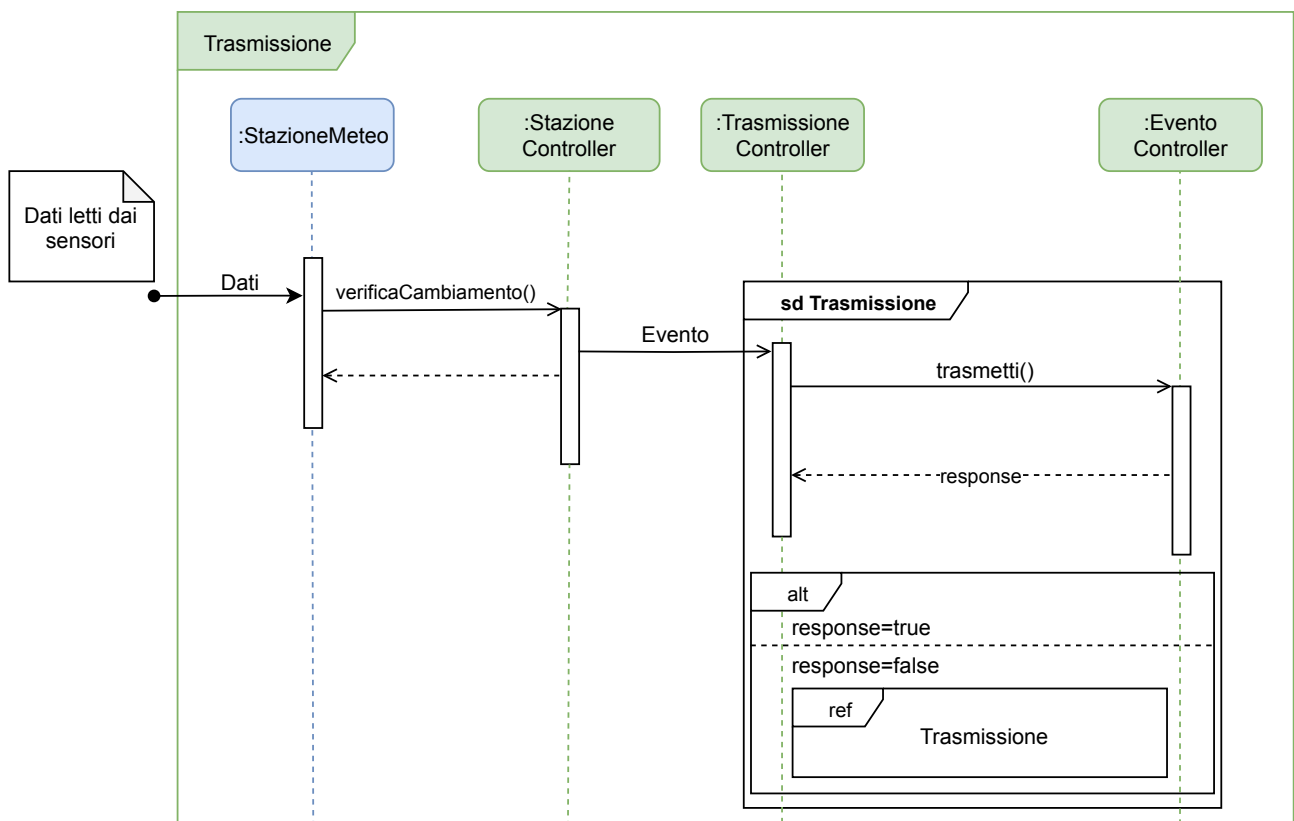 Trasmissione
:StazioneMeteo
:Stazione
Controller
:Trasmissione
Controller
:Evento
Controller
Dati letti dai
sensori
Dati
verificaCambiamento()
Evento
sd Trasmissione
trasmetti()
response
alt
response=true
response=false
ref
Trasmissione